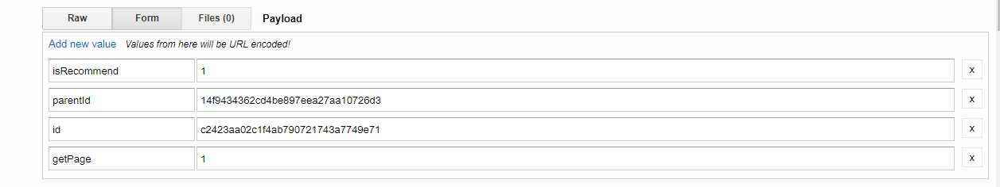 Raw Form Files (0) Payload
Add new value Values from here will be URL encoded!
isRecommend 1 x
parentId 14f9434362cd4be897eea27aa10726d3 x
id c2423aa02c1f4ab790721743a7749e71 x
getPage 1 x